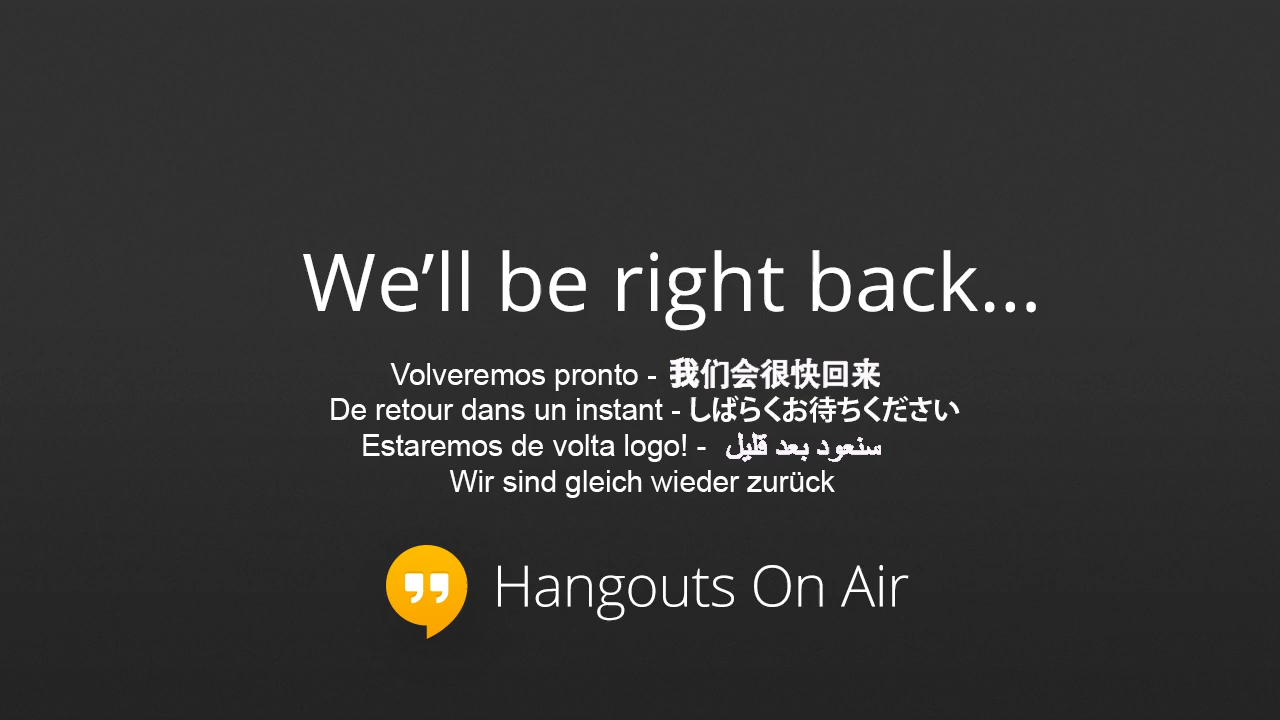 We’ll be right back...
Volveremos pronto - 我们会很快回来
De retour dans un instant - しばらくお待ちください
Estaremos de volta logo! - سنعود بعد قليل
Wir sind gleich wieder zurück
Hangouts On Air